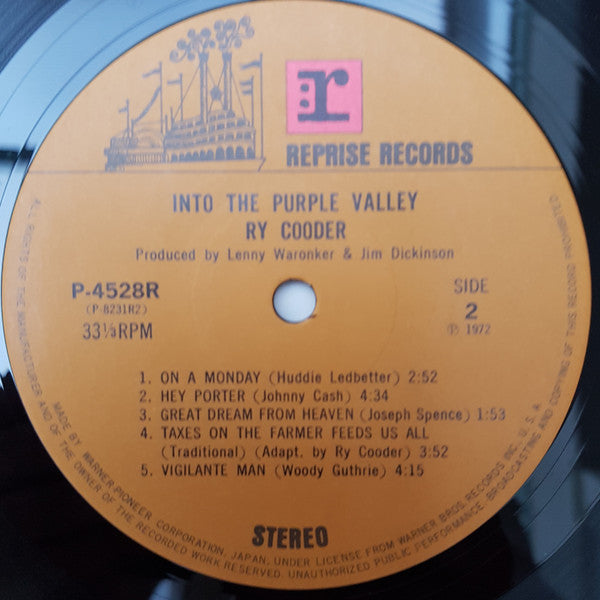 :r
REPRISE RECORDS
INTO THE PURPLE VALLEY
RY COODER
Produced by Lenny Waronker & Jim Dickinson
P-4528R
(P-8231R2)
33⅓RPM
SIDE
2
Ⓟ 1972
1. ON A MONDAY (Huddie Ledbetter) 2:52
2. HEY PORTER (Johnny Cash) 4:34
3. GREAT DREAM FROM HEAVEN (Joseph Spence) 1:53
4. TAXES ON THE FARMER FEEDS US ALL
(Traditional) (Adapt. by Ry Cooder) 3:52
5. VIGILANTE MAN (Woody Guthrie) 4:15
STEREO
MADE BY WARNER-PIONEER CORPORATION, JAPAN, UNDER LICENSE FROM WARNER BROS. RECORDS INC., U.S.A.
ALL RIGHTS OF THE MANUFACTURER AND OF THE OWNER OF THE RECORDED WORK RESERVED. UNAUTHORIZED PUBLIC PERFORMANCE, BROADCASTING AND COPYING OF THIS RECORD PROHIBITED